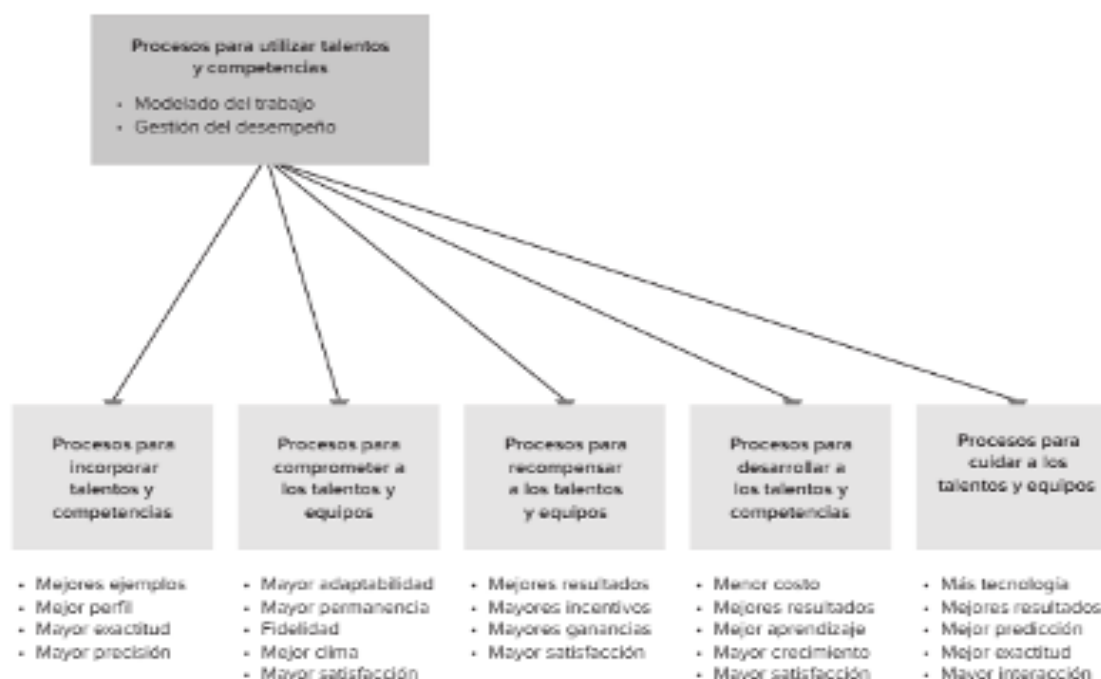 Procesos para utilizar talentos
y competencias
• Modelado del trabajo
• Gestión del desempeño
Procesos para
incorporar
talentos y
competencias
Procesos para
comprometer a
los talentos y
equipos
Procesos para
recompensar
a los talentos
y equipos
Procesos para
desarrollar a
los talentos y
competencias
Procesos para
cuidar a los
talentos y equipos
• Mejores ejemplos
• Mejor perfil
• Mayor exactitud
• Mayor precisión
• Mayor adaptabilidad
• Mayor permanencia
• Fidelidad
• Mejor clima
• Mayor satisfacción
• Mejores resultados
• Mayores incentivos
• Mayores ganancias
• Mayor satisfacción
• Menor costo
• Mejores resultados
• Mejor aprendizaje
• Mayor crecimiento
• Mayor satisfacción
• Más tecnología
• Mejores resultados
• Mejor predicción
• Mejor exactitud
• Mayor interacción